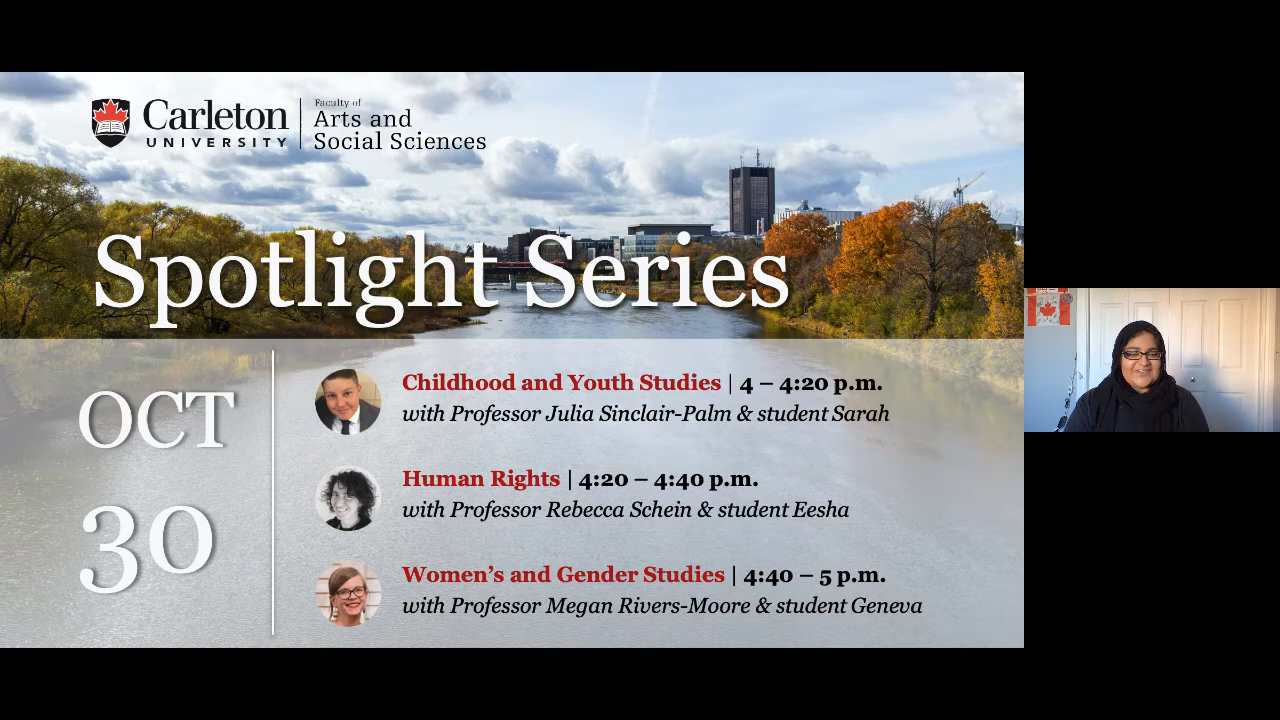 Carleton
UNIVERSITY
Faculty of
Arts and
Social Sciences
Spotlight Series
OCT
30
Childhood and Youth Studies | 4 – 4:20 p.m.
with Professor Julia Sinclair-Palm & student Sarah
Human Rights | 4:20 – 4:40 p.m.
with Professor Rebecca Schein & student Eesha
Women’s and Gender Studies | 4:40 – 5 p.m.
with Professor Megan Rivers-Moore & student Geneva